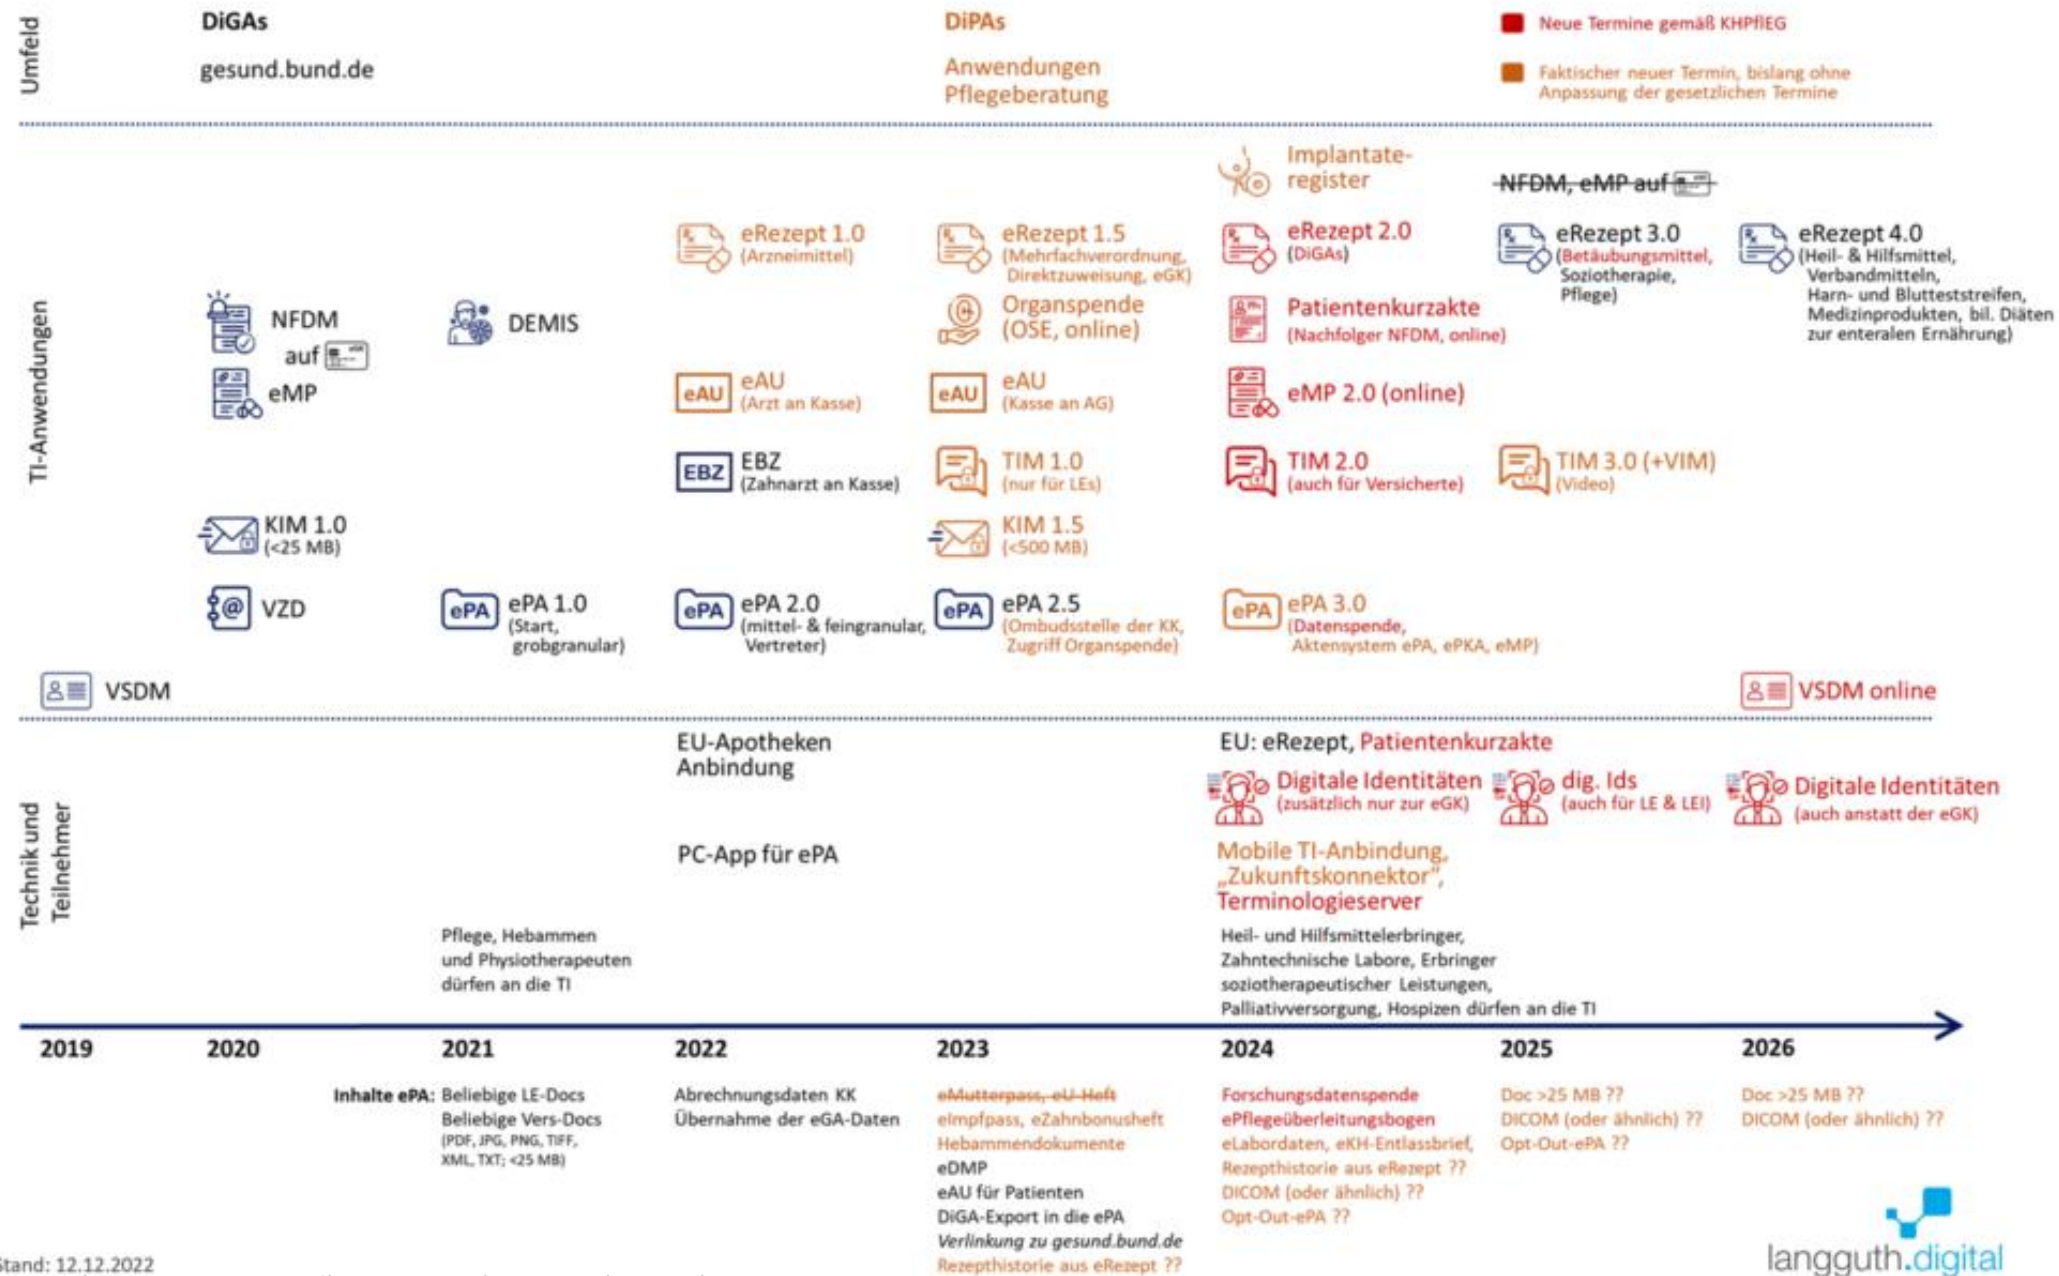 Umfeld
DiGAs
gesund.bund.de
DiPAs
Anwendungen
Pflegeberatung
Neue Termine gemäß KHPflEG
Faktischer neuer Termin, bislang ohne
Anpassung der gesetzlichen Termine
TI-Anwendungen
Implantate-
register
NFDM, eMP auf
eRezept 1.0
(Arzneimittel)
eRezept 1.5
(Mehrfachverordnung,
Direktzuweisung, eGK)
eRezept 2.0
(DiGAs)
eRezept 3.0
(Betäubungsmittel,
Soziotherapie,
Pflege)
eRezept 4.0
(Heil- & Hilfsmittel,
Verbandmitteln,
Harn- und Blutteststreifen,
Medizinprodukten, bil. Diäten
zur enteralen Ernährung)
NFDM
auf
eMP
DEMIS
Organspende
(OSE, online)
Patientenkurzakte
(Nachfolger NFDM, online)
eAU
eAU
(Arzt an Kasse)
eAU
eAU
(Kasse an AG)
eMP 2.0 (online)
EBZ
EBZ
(Zahnarzt an Kasse)
TIM 1.0
(nur für LEs)
TIM 2.0
(auch für Versicherte)
TIM 3.0 (+VIM)
(Video)
KIM 1.0
(<25 MB)
KIM 1.5
(<500 MB)
@
VZD
ePA
ePA 1.0
(Start,
grobgranular)
ePA
ePA 2.0
(mittel- & feingranular,
Vertreter)
ePA
ePA 2.5
(Ombudsstelle der KK,
Zugriff Organspende)
ePA
ePA 3.0
(Datenspende,
Aktensystem ePA, ePKA, eMP)
VSDM
VSDM online
Technik und
Teilnehmer
EU-Apotheken
Anbindung
EU: eRezept, Patientenkurzakte
Digitale Identitäten
(zusätzlich nur zur eGK)
dig. Ids
(auch für LE & LEI)
Digitale Identitäten
(auch anstatt der eGK)
PC-App für ePA
Mobile TI-Anbindung,
„Zukunftskonnektor",
Terminologieserver
Pflege, Hebammen
und Physiotherapeuten
dürfen an die TI
Heil- und Hilfsmittelerbringer,
Zahntechnische Labore, Erbringer
soziotherapeutischer Leistungen,
Palliativversorgung, Hospizen dürfen an die TI
2019
2020
2021
2022
2023
2024
2025
2026
Inhalte ePA:
Beliebige LE-Docs
Beliebige Vers-Docs
(PDF, JPG, PNG, TIFF,
XML, TXT; <25 MB)
Abrechnungsdaten KK
Übernahme der eGA-Daten
eMutterpass, eU-Heft
eImpfpass, eZahnbonusheft
Hebammendokumente
eDMP
eAU für Patienten
DiGA-Export in die ePA
Verlinkung zu gesund.bund.de
Rezepthistorie aus eRezept ??
Forschungsdatenspende
ePflegeüberleitungsbogen
eLabordaten, eKH-Entlassbrief,
Rezepthistorie aus eRezept ??
DICOM (oder ähnlich) ??
Opt-Out-ePA ??
Doc >25 MB ??
DICOM (oder ähnlich) ??
Opt-Out-ePA ??
Doc >25 MB ??
DICOM (oder ähnlich) ??
Stand: 12.12.2022
langguth.digital